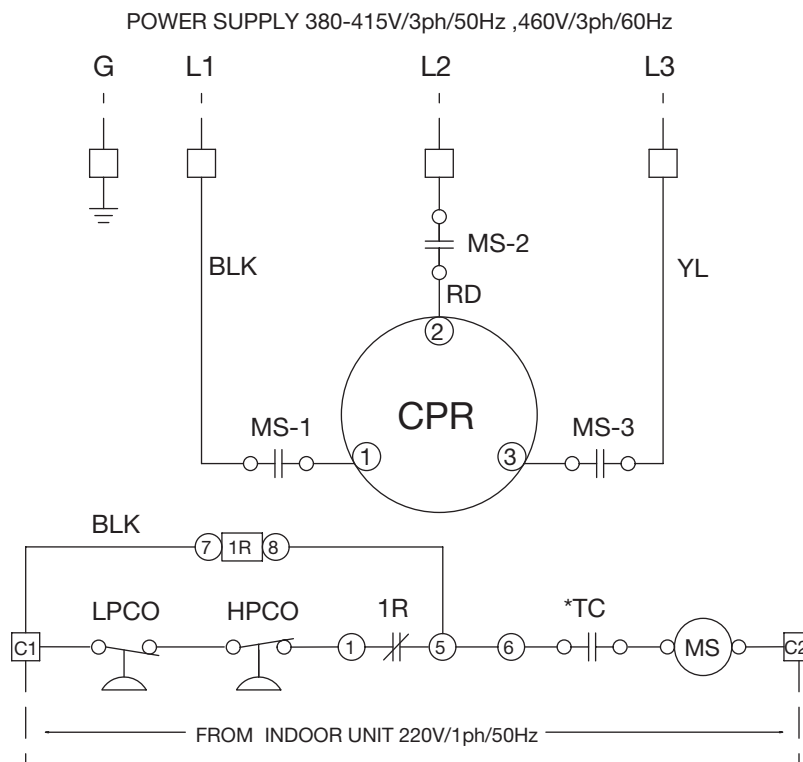 POWER SUPPLY 380-415V/3ph/50Hz ,460V/3ph/60Hz
G L1 L2 L3
MS-2
BLK YL
RD
2
CPR
MS-1 MS-3
1 3
BLK
7 1R 8
LPCO HPCO 1R *TC
C1 1 5 6 MS C2
FROM INDOOR UNIT 220V/1ph/50Hz